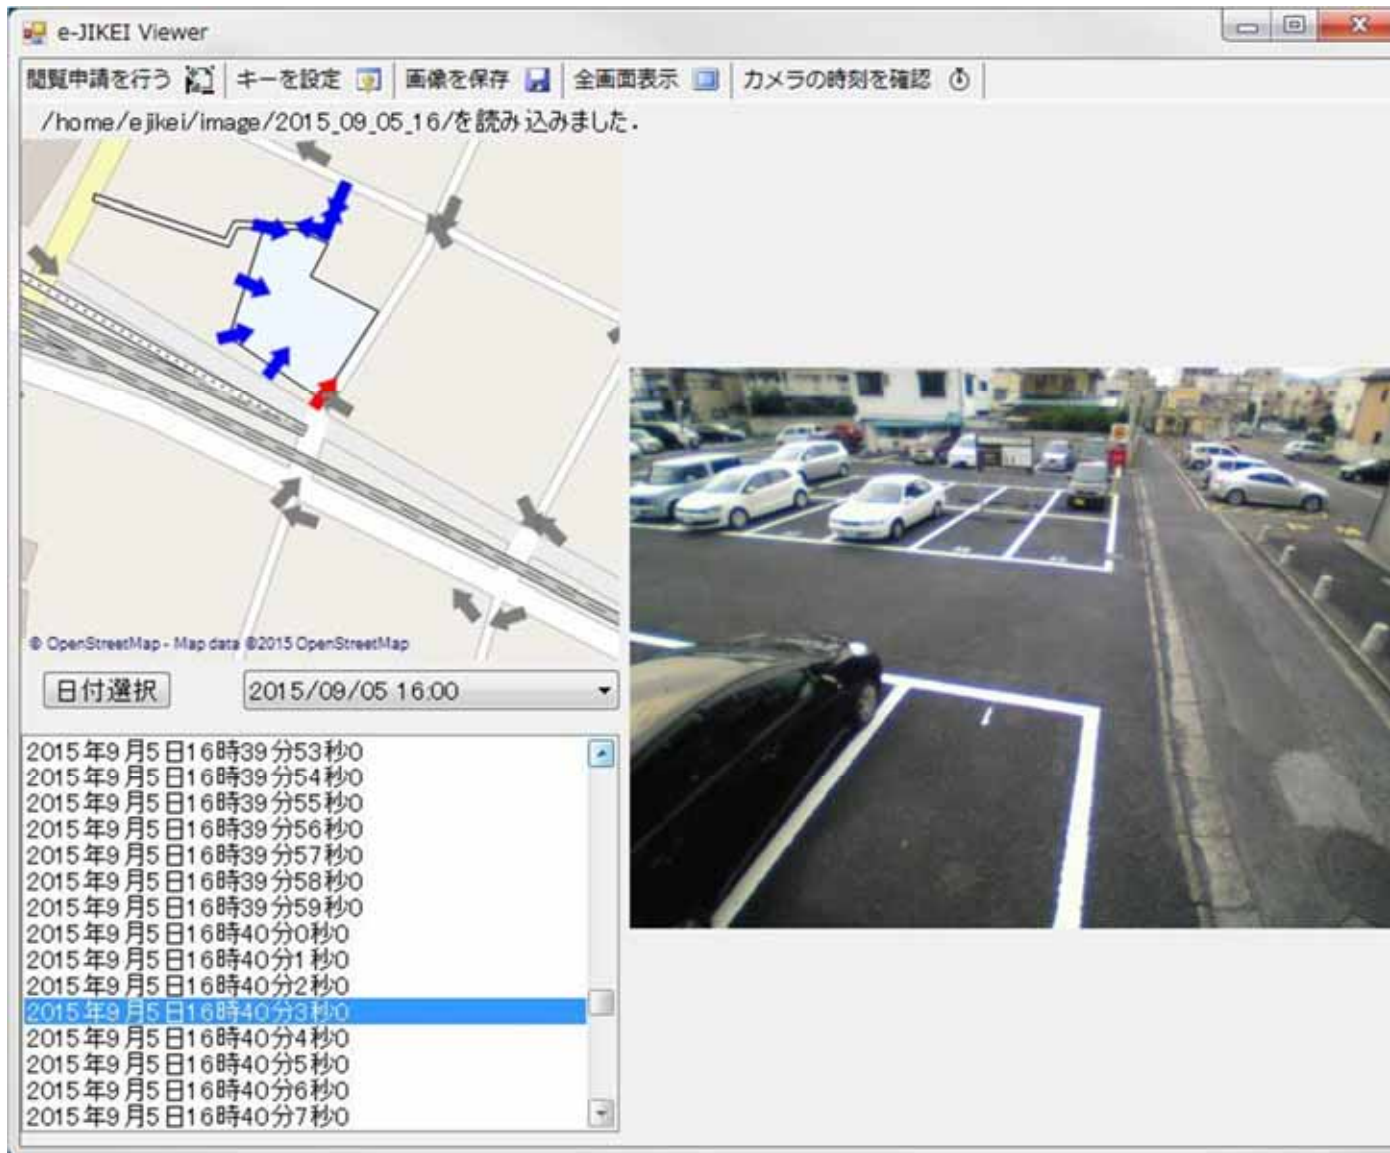 e-JIKEI Viewer
閲覧申請を行う キーを設定 画像を保存 全画面表示 カメラの時刻を確認
/home/ejikei/image/2015_09_05_16/を読み込みました.
© OpenStreetMap - Map data ©2015 OpenStreetMap
日付選択 2015/09/05 16:00
2015年9月5日16時39分53秒0
2015年9月5日16時39分54秒0
2015年9月5日16時39分55秒0
2015年9月5日16時39分56秒0
2015年9月5日16時39分57秒0
2015年9月5日16時39分58秒0
2015年9月5日16時39分59秒0
2015年9月5日16時40分0秒0
2015年9月5日16時40分1秒0
2015年9月5日16時40分2秒0
2015年9月5日16時40分3秒0
2015年9月5日16時40分4秒0
2015年9月5日16時40分5秒0
2015年9月5日16時40分6秒0
2015年9月5日16時40分7秒0